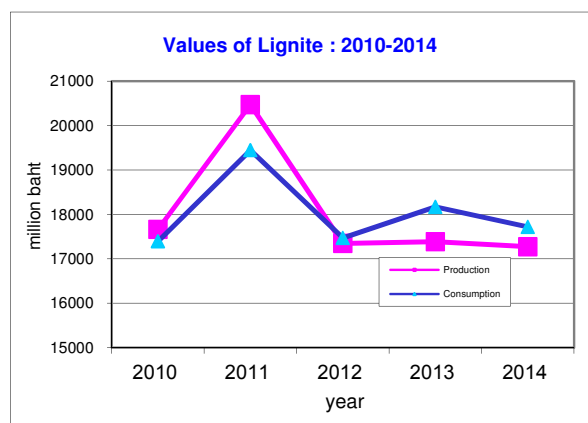 Values of Lignite : 2010-2014
million baht
21000
20000
19000
18000
17000
16000
15000
Production
Consumption
2010 2011 2012 2013 2014
year